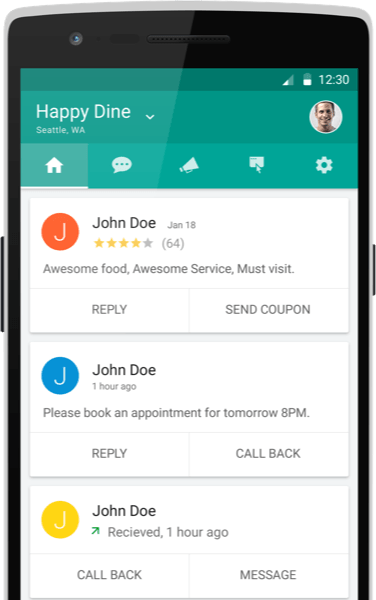 12:30
Happy Dine
Seattle, WA
J
John Doe Jan 18
(64)
Awesome food, Awesome Service, Must visit.
REPLY SEND COUPON
J
John Doe
1 hour ago
Please book an appointment for tomorrow 8PM.
REPLY CALL BACK
J
John Doe
Recieved, 1 hour ago
CALL BACK MESSAGE